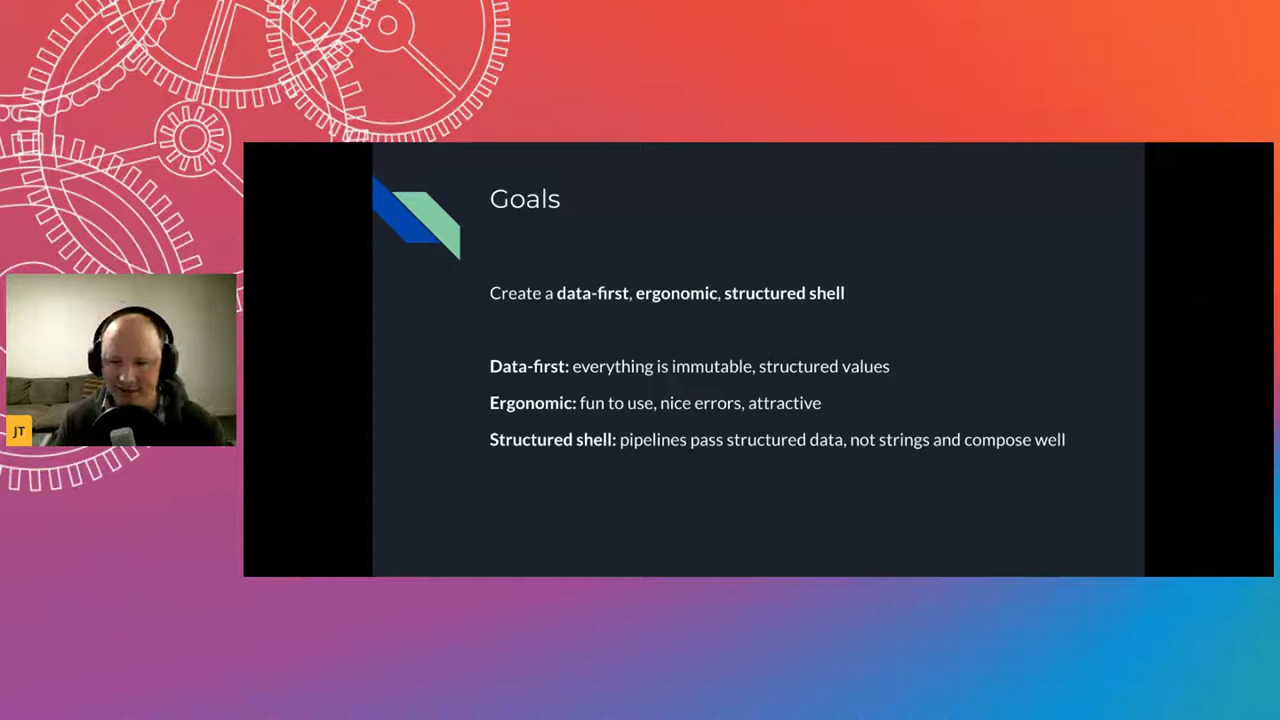 Goals
Create a data-first, ergonomic, structured shell
Data-first: everything is immutable, structured values
Ergonomic: fun to use, nice errors, attractive
Structured shell: pipelines pass structured data, not strings and compose well
JT